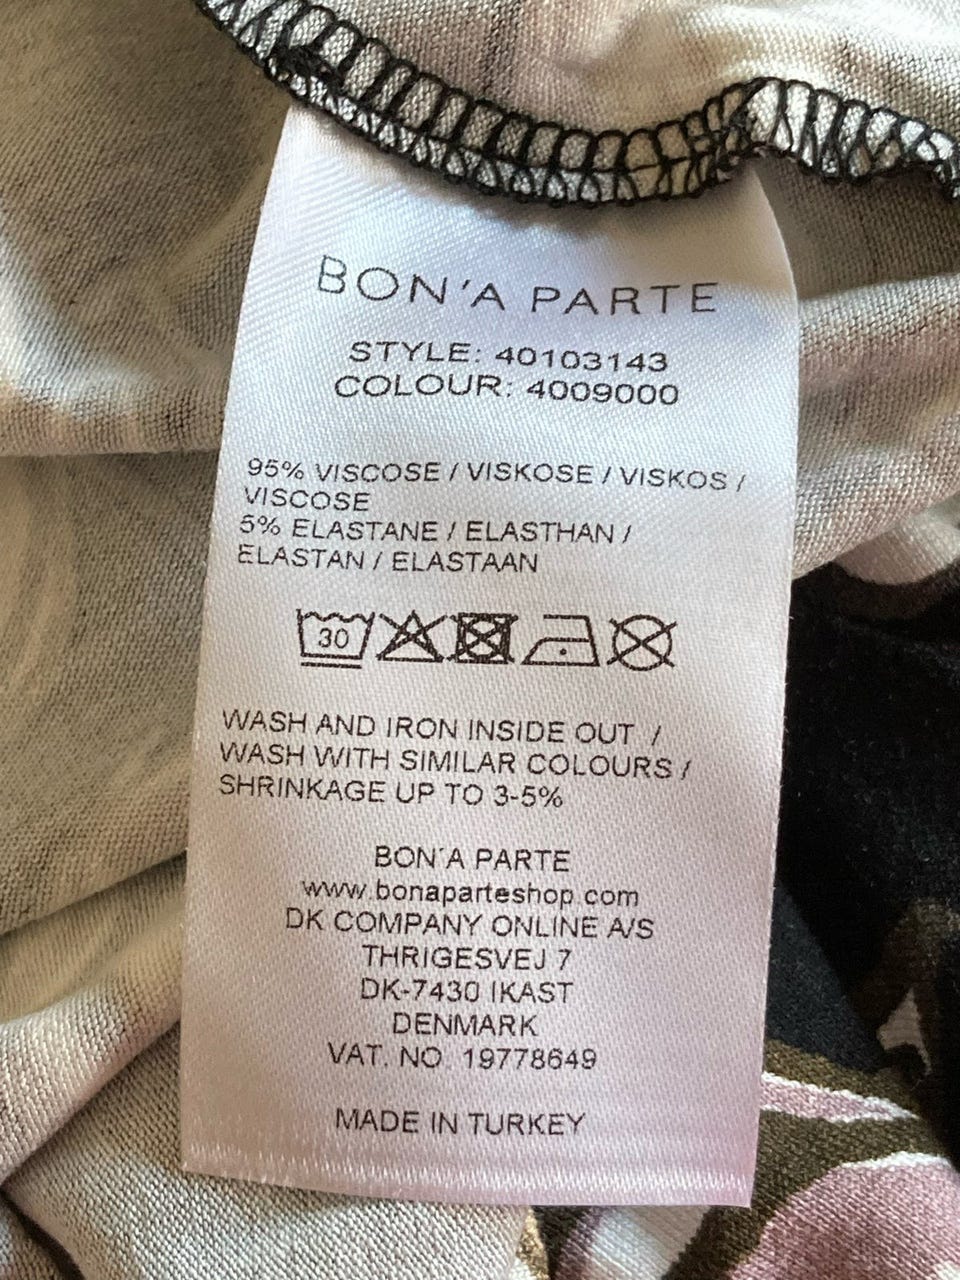 BON'A PARTE
STYLE: 40103143
COLOUR: 4009000
95% VISCOSE / VISKOSE / VISKOS /
VISCOSE
5% ELASTANE / ELASTHAN /
ELASTAN / ELASTAAN
30
WASH AND IRON INSIDE OUT /
WASH WITH SIMILAR COLOURS /
SHRINKAGE UP TO 3-5%
BON'A PARTE
www.bonaparteshop.com
DK COMPANY ONLINE A/S
THRIGESVEJ 7
DK-7430 IKAST
DENMARK
VAT. NO. 19778649
MADE IN TURKEY